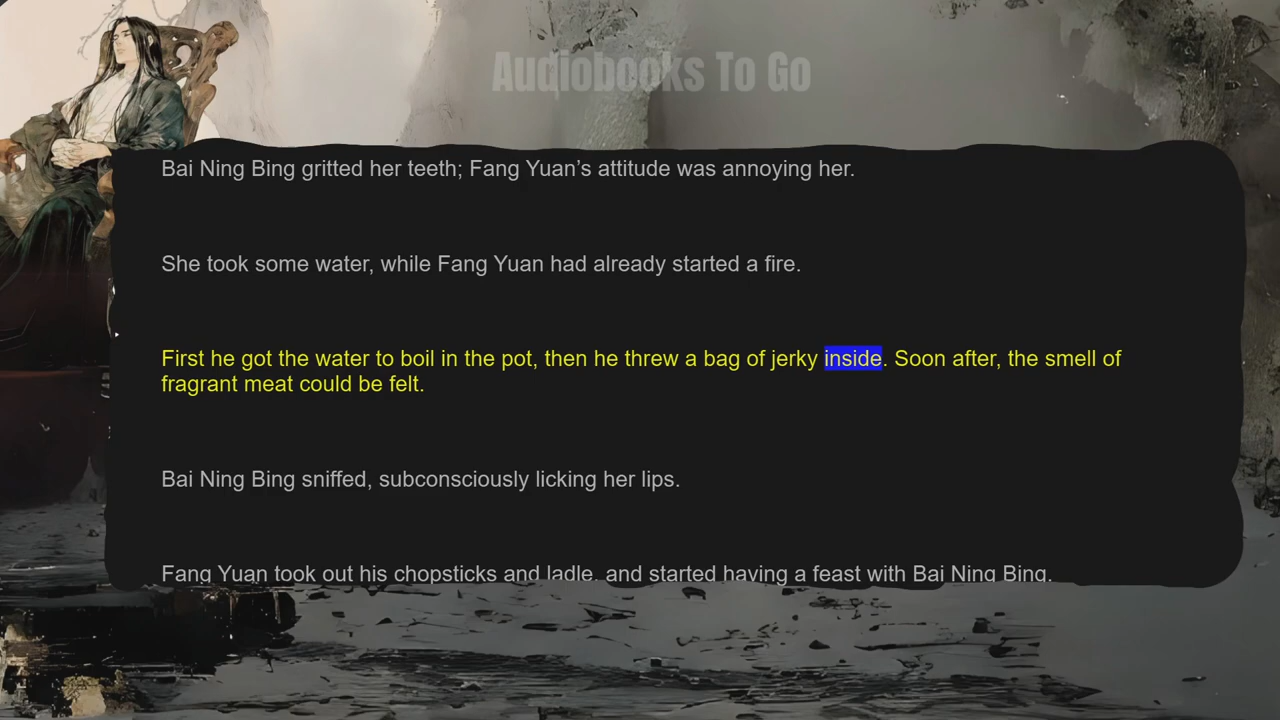 Audiobooks To Go
Bai Ning Bing gritted her teeth; Fang Yuan’s attitude was annoying her.
She took some water, while Fang Yuan had already started a fire.
First he got the water to boil in the pot, then he threw a bag of jerky inside. Soon after, the smell of
fragrant meat could be felt.
Bai Ning Bing sniffed, subconsciously licking her lips.
Fang Yuan took out his chopsticks and ladle, and started having a feast with Bai Ning Bing.